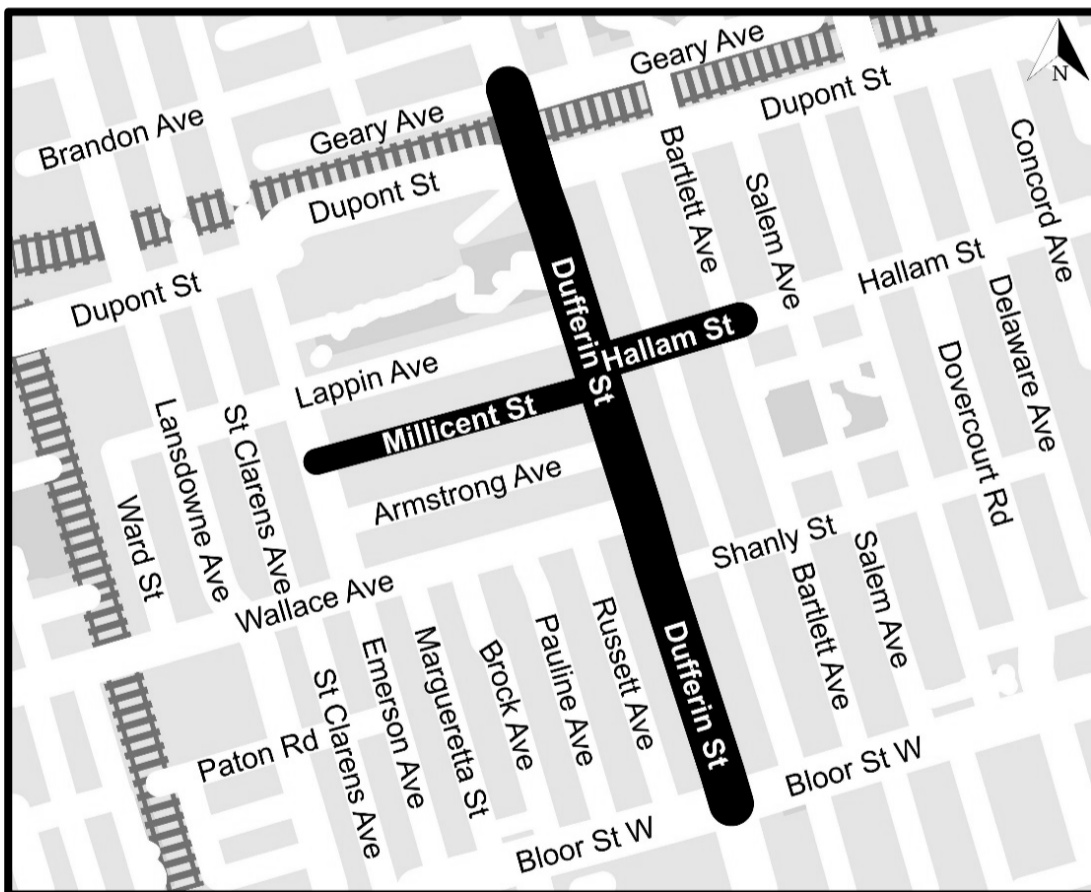 Geary Ave
N
Brandon Ave
Geary Ave
Dupont St
Dupont St
Bartlett Ave
Salem Ave
Concord Ave
Dupont St
Dufferin St
Hallam St
Hallam St
Delaware Ave
Lappin Ave
Millicent St
Dovercourt Rd
Lansdowne Ave
St Clarens Ave
Armstrong Ave
Ward St
Shanly St
Wallace Ave
Bartlett Ave
Salem Ave
Russett Ave
Pauline Ave
Dufferin St
Margueretta St
Brock Ave
Emerson Ave
St Clarens Ave
Paton Rd
Bloor St W
Bloor St W